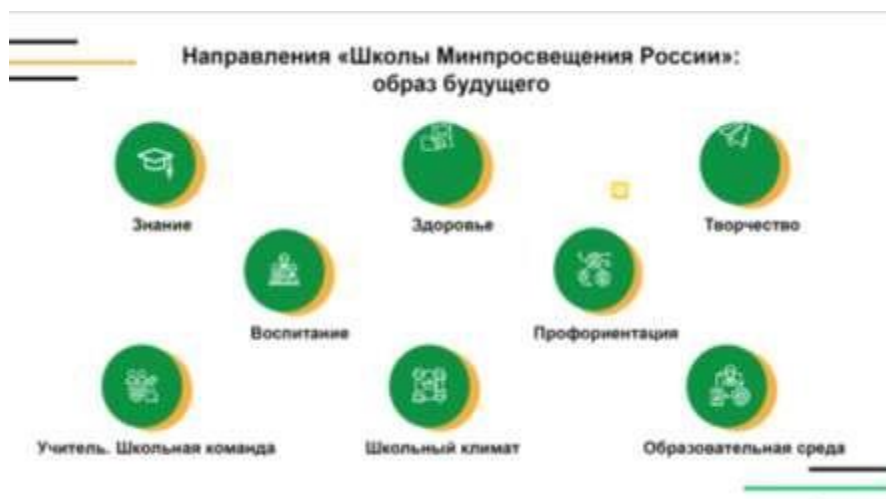 Направления «Школы Минпросвещения России»:
образ будущего
Знание
Здоровье
Творчество
Воспитание
Профориентация
Учитель. Школьная команда
Школьный климат
Образовательная среда